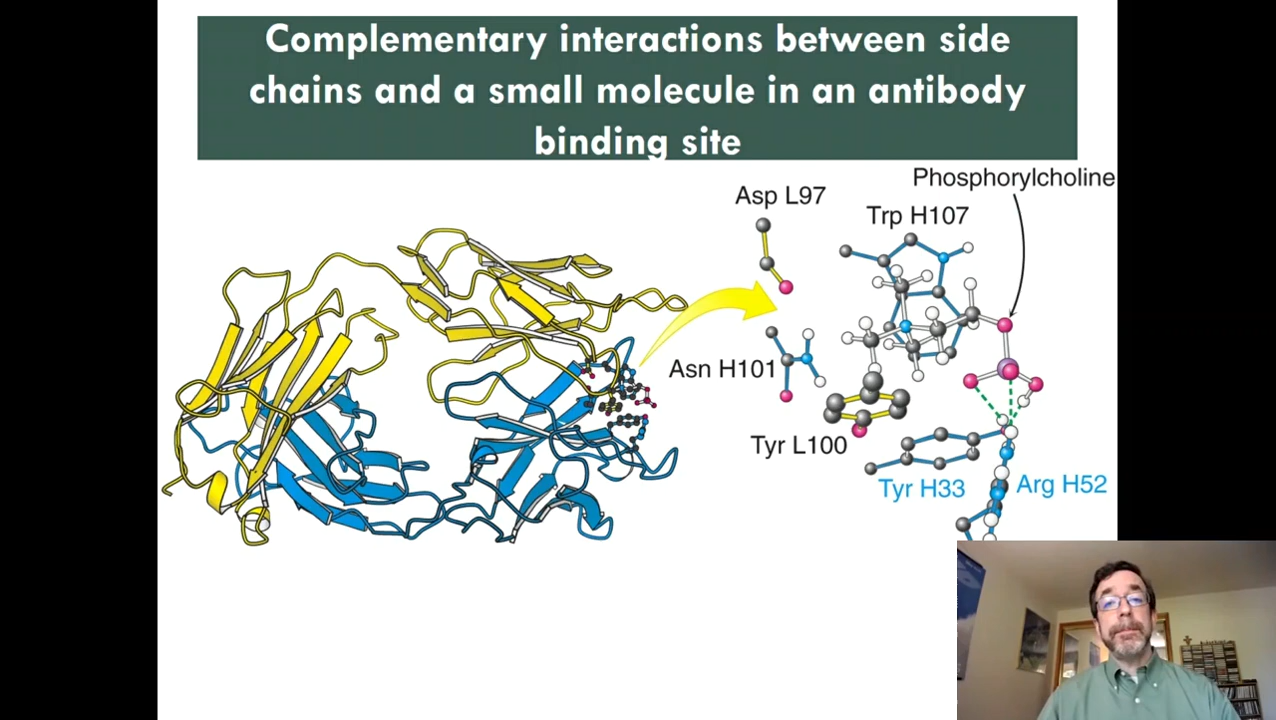 Complementary interactions between side
chains and a small molecule in an antibody
binding site
Phosphorylcholine
Asp L97
Trp H107
Asn H101
Tyr L100
Tyr H33
Arg H52